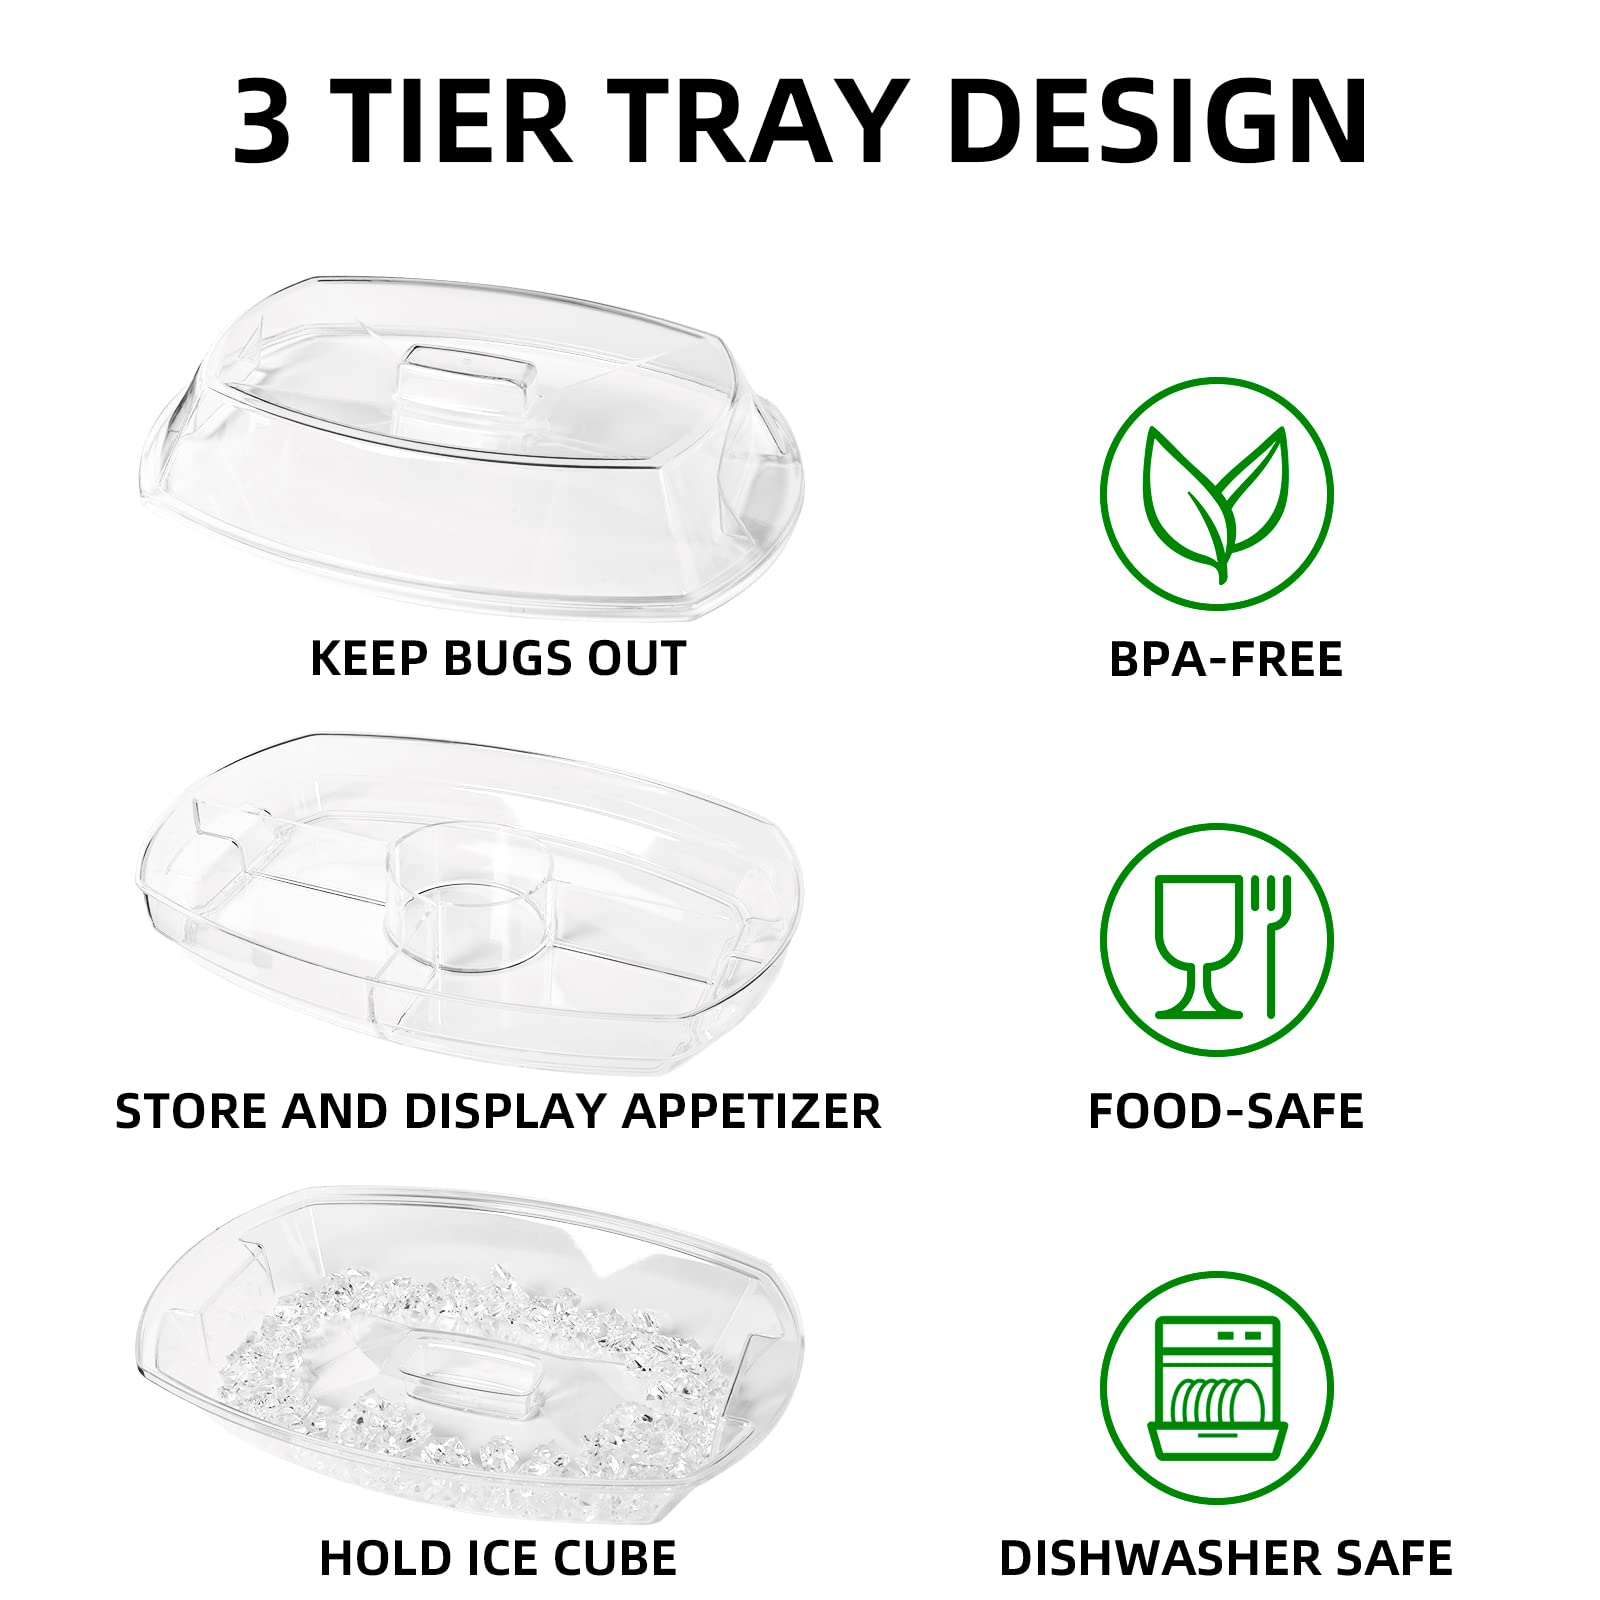 3 TIER TRAY DESIGN
KEEP BUGS OUT
BPA-FREE
STORE AND DISPLAY APPETIZER
FOOD-SAFE
HOLD ICE CUBE
DISHWASHER SAFE